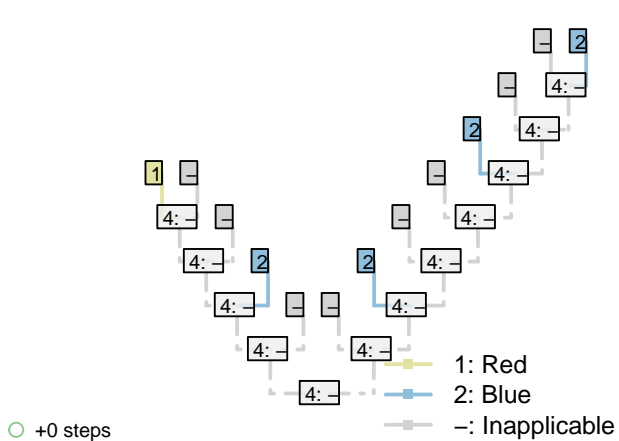 – 2
– 4: –
2 4: –
1 – – 4: –
4: – – – 4: –
4: – 2 2 4: –
4: – – – 4: –
4: – 4: –
4: –
1: Red
2: Blue
–: Inapplicable
+0 steps